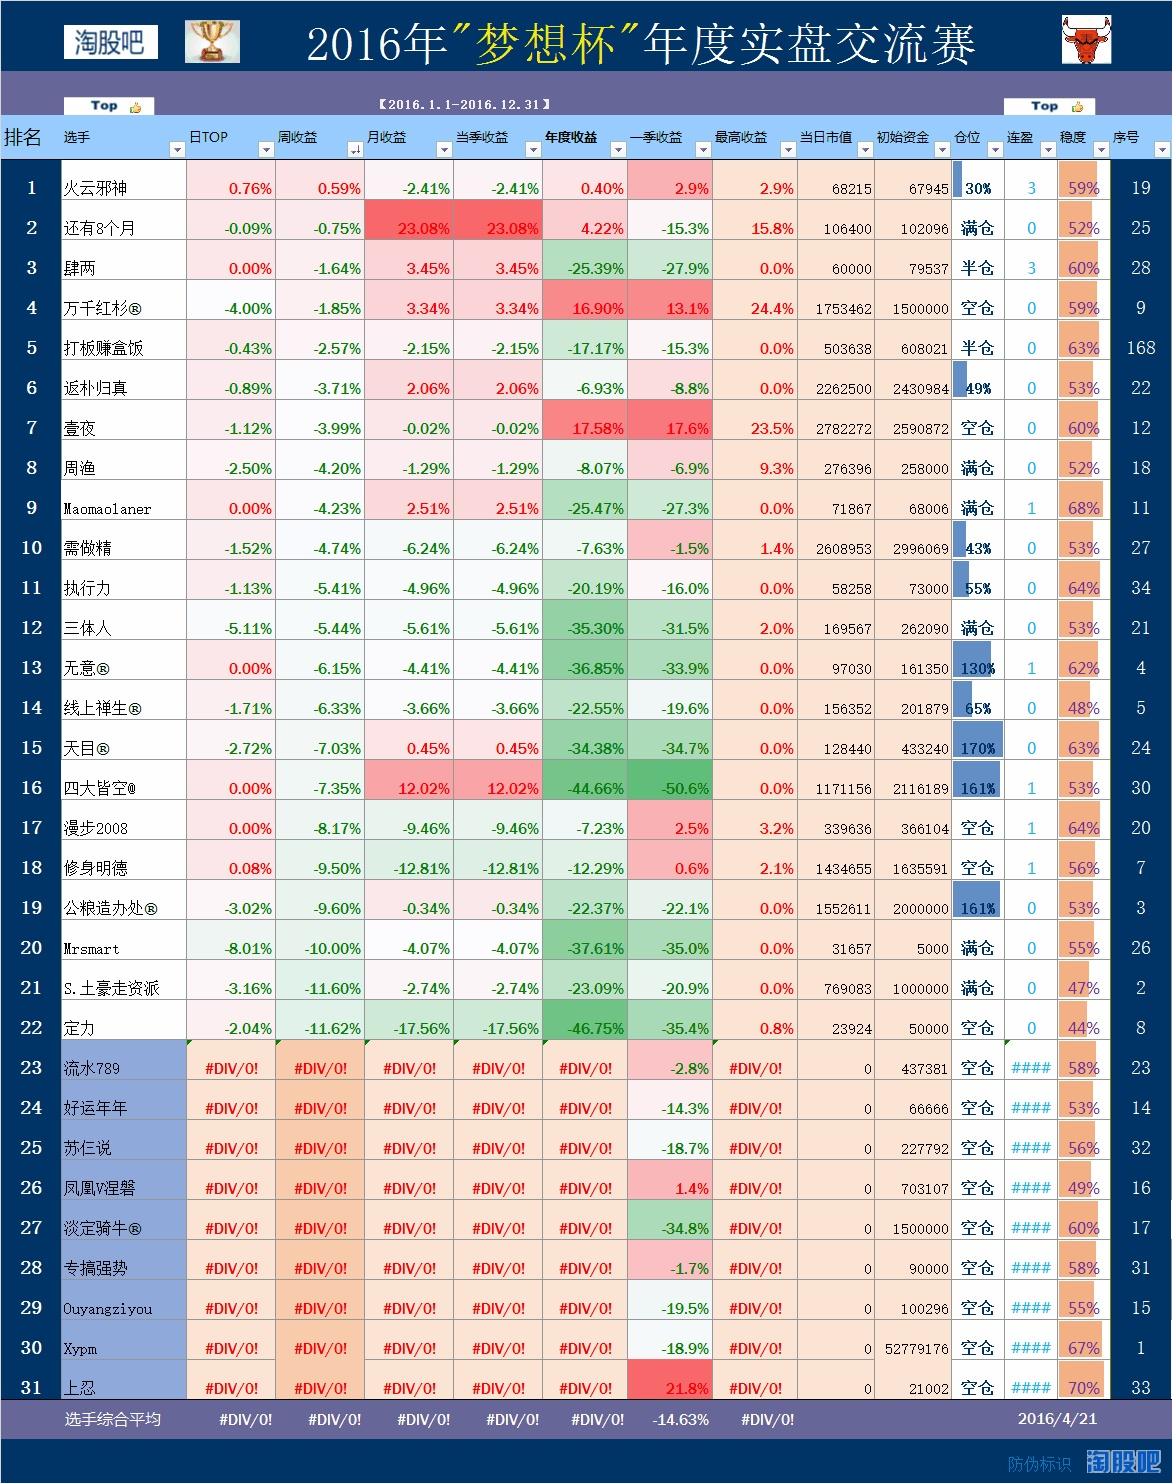 淘股吧 2016年"梦想杯"年度实盘交流赛
Top 【2016.1.1-2016.12.31】 Top
排名 选手 日TOP 周收益 月收益 当季收益 年度收益 一季收益 最高收益 当日市值 初始资金 仓位 连盈 稳度 序号
1 火云邪神 0.76% 0.59% -2.41% -2.41% 0.40% 2.9% 2.9% 68215 67945 30% 3 59% 19
2 还有8个月 -0.09% -0.75% 23.08% 23.08% 4.22% -15.3% 15.8% 106400 102096 满仓 0 52% 25
3 肆两 0.00% -1.64% 3.45% 3.45% -25.39% -27.9% 0.0% 60000 79537 半仓 3 60% 28
4 万千红杉® -4.00% -1.85% 3.34% 3.34% 16.90% 13.1% 24.4% 1753462 1500000 空仓 0 59% 9
5 打板赚盒饭 -0.43% -2.57% -2.15% -2.15% -17.17% -15.3% 0.0% 503638 608021 半仓 0 63% 168
6 返朴归真 -0.89% -3.71% 2.06% 2.06% -6.93% -8.8% 0.0% 2262500 2430984 49% 0 53% 22
7 壹夜 -1.12% -3.99% -0.02% -0.02% 17.58% 17.6% 23.5% 2782272 2590872 空仓 0 60% 12
8 周渔 -2.50% -4.20% -1.29% -1.29% -8.07% -6.9% 9.3% 276396 258000 满仓 0 52% 18
9 Maomaolaner 0.00% -4.23% 2.51% 2.51% -25.47% -27.3% 0.0% 71867 68006 满仓 1 68% 11
10 需做精 -1.52% -4.74% -6.24% -6.24% -7.63% -1.5% 1.4% 2608953 2996069 43% 0 53% 27
11 执行力 -1.13% -5.41% -4.96% -4.96% -20.19% -16.0% 0.0% 58258 73000 55% 0 64% 34
12 三体人 -5.11% -5.44% -5.61% -5.61% -35.30% -31.5% 2.0% 169567 262090 满仓 0 53% 21
13 无意® 0.00% -6.15% -4.41% -4.41% -36.85% -33.9% 0.0% 97030 161350 130% 1 62% 4
14 线上禅生® -1.71% -6.33% -3.66% -3.66% -22.55% -19.6% 0.0% 156352 201879 65% 0 48% 5
15 天目® -2.72% -7.03% 0.45% 0.45% -34.38% -34.7% 0.0% 128440 433240 170% 0 63% 24
16 四大皆空@ 0.00% -7.35% 12.02% 12.02% -44.66% -50.6% 0.0% 1171156 2116189 161% 1 53% 30
17 漫步2008 0.00% -8.17% -9.46% -9.46% -7.23% 2.5% 3.2% 339636 366104 空仓 1 64% 20
18 修身明德 0.08% -9.50% -12.81% -12.81% -12.29% 0.6% 2.1% 1434655 1635591 空仓 1 56% 7
19 公粮造办处® -3.02% -9.60% -0.34% -0.34% -22.37% -22.1% 0.0% 1552611 2000000 161% 0 53% 3
20 Mrsmart -8.01% -10.00% -4.07% -4.07% -37.61% -35.0% 0.0% 31657 5000 满仓 0 55% 26
21 S.土豪走资派 -3.16% -11.60% -2.74% -2.74% -23.09% -20.9% 0.0% 769083 1000000 满仓 0 47% 2
22 定力 -2.04% -11.62% -17.56% -17.56% -46.75% -35.4% 0.8% 23924 50000 空仓 0 44% 8
23 流水789 #DIV/0! #DIV/0! #DIV/0! #DIV/0! #DIV/0! -2.8% #DIV/0! 0 437381 空仓 #### 58% 23
24 好运年年 #DIV/0! #DIV/0! #DIV/0! #DIV/0! #DIV/0! -14.3% #DIV/0! 0 66666 空仓 #### 53% 14
25 苏仨说 #DIV/0! #DIV/0! #DIV/0! #DIV/0! #DIV/0! -18.7% #DIV/0! 0 227792 空仓 #### 56% 32
26 凤凰V涅磐 #DIV/0! #DIV/0! #DIV/0! #DIV/0! #DIV/0! 1.4% #DIV/0! 0 703107 空仓 #### 49% 16
27 淡定骑牛® #DIV/0! #DIV/0! #DIV/0! #DIV/0! #DIV/0! -34.8% #DIV/0! 0 1500000 空仓 #### 60% 17
28 专搞强势 #DIV/0! #DIV/0! #DIV/0! #DIV/0! #DIV/0! -1.7% #DIV/0! 0 90000 空仓 #### 58% 31
29 Ouyangziyou #DIV/0! #DIV/0! #DIV/0! #DIV/0! #DIV/0! -19.5% #DIV/0! 0 100296 空仓 #### 55% 15
30 Xypm #DIV/0! #DIV/0! #DIV/0! #DIV/0! #DIV/0! -18.9% #DIV/0! 0 52779176 空仓 #### 67% 1
31 上忍 #DIV/0! #DIV/0! #DIV/0! #DIV/0! #DIV/0! 21.8% #DIV/0! 0 21002 空仓 #### 70% 33
选手综合平均 #DIV/0! #DIV/0! #DIV/0! #DIV/0! #DIV/0! -14.63% #DIV/0! 2016/4/21
防伪标识 淘股吧